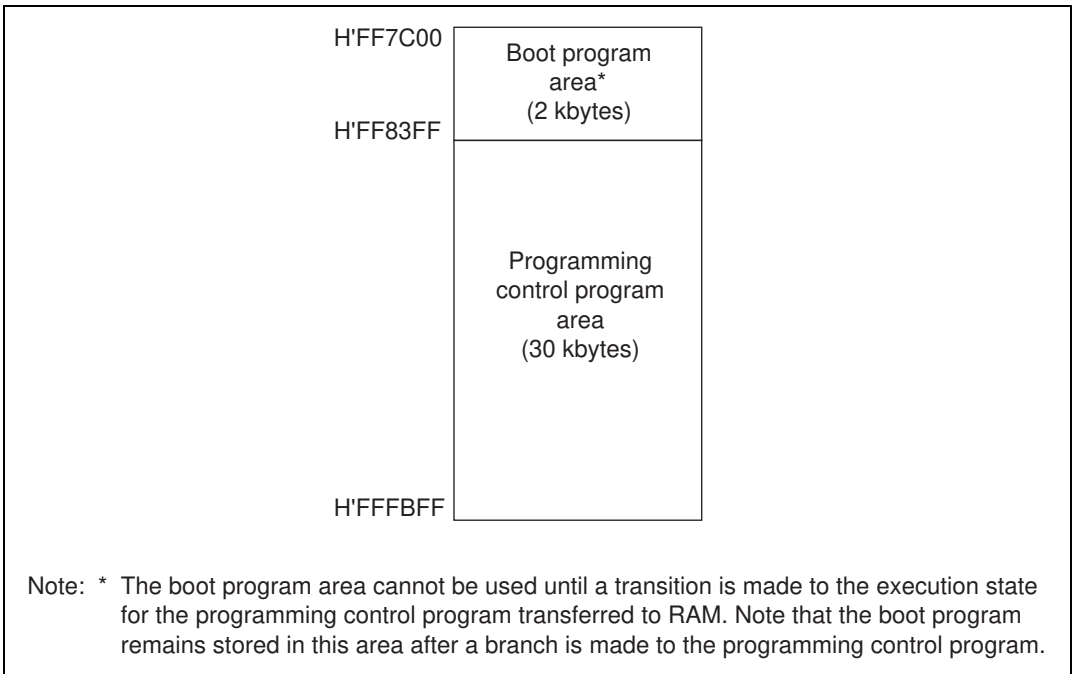 H'FF7C00
Boot program
area*
(2 kbytes)
H'FF83FF
Programming
control program
area
(30 kbytes)
H'FFFBFF
Note: * The boot program area cannot be used until a transition is made to the execution state
for the programming control program transferred to RAM. Note that the boot program
remains stored in this area after a branch is made to the programming control program.